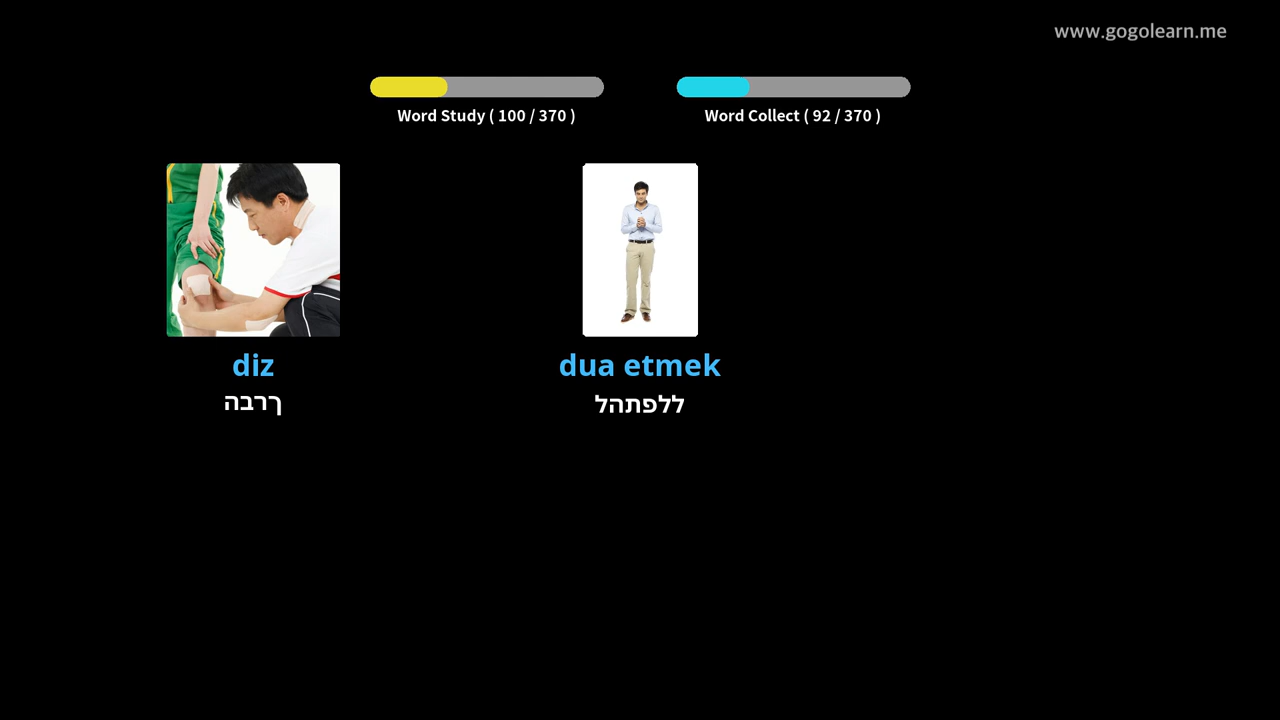 www.gogolearn.me
Word Study ( 100 / 370 )
Word Collect ( 92 / 370 )
diz
ךרבה
dua etmek
ללפתהל